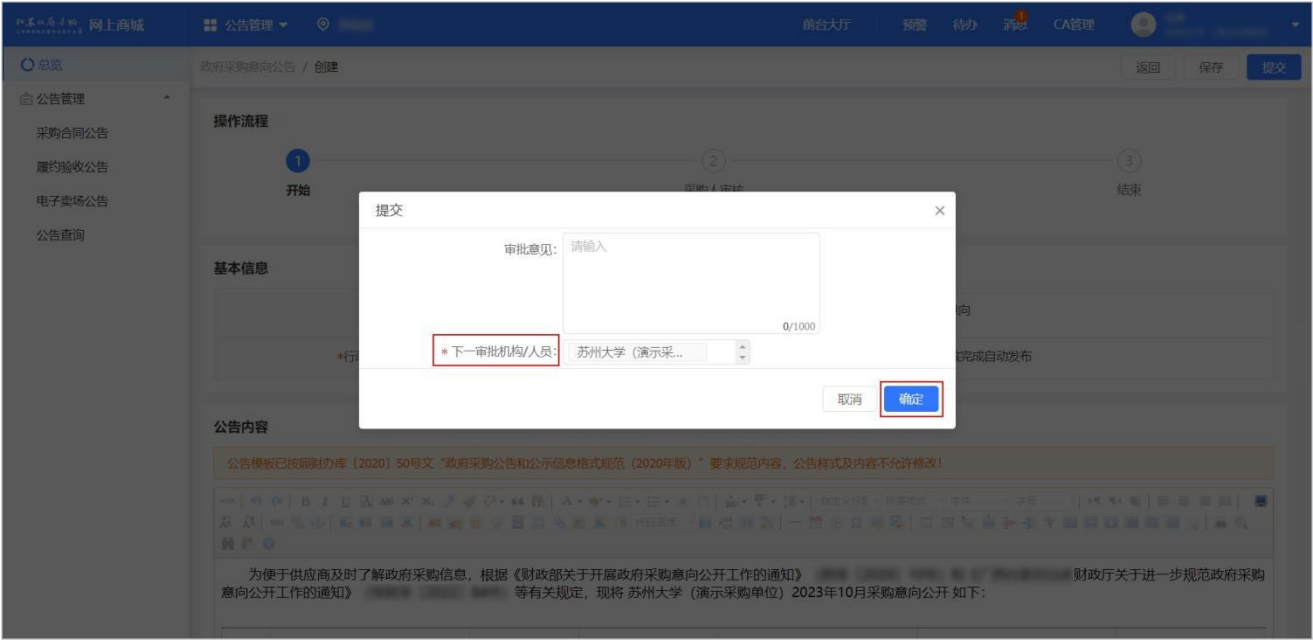 网上商城 公告管理 前台大厅 预警 待办 消息 1 CA管理
总览
政府采购意向公告 / 创建 返回 保存 提交
公告管理
采购合同公告
履约验收公告
电子卖场公告
公告查询
操作流程
1 2 3
开始 采购人审核 结束
提交 ×
审批意见: 请输入
0/1000
*下一审批机构/人员: 苏州大学（演示采...
取消 确定
基本信息
*行
完成自动发布
公告内容
公告模板已按照财办库〔2020〕50号文“政府采购公告和公示信息格式规范（2020年版）”要求规范内容，公告样式及内容不允许修改！
为便于供应商及时了解政府采购信息，根据《财政部关于开展政府采购意向公开工作的通知》 财政厅关于进一步规范政府采购
意向公开工作的通知》 等有关规定，现将 苏州大学（演示采购单位）2023年10月采购意向公开 如下：